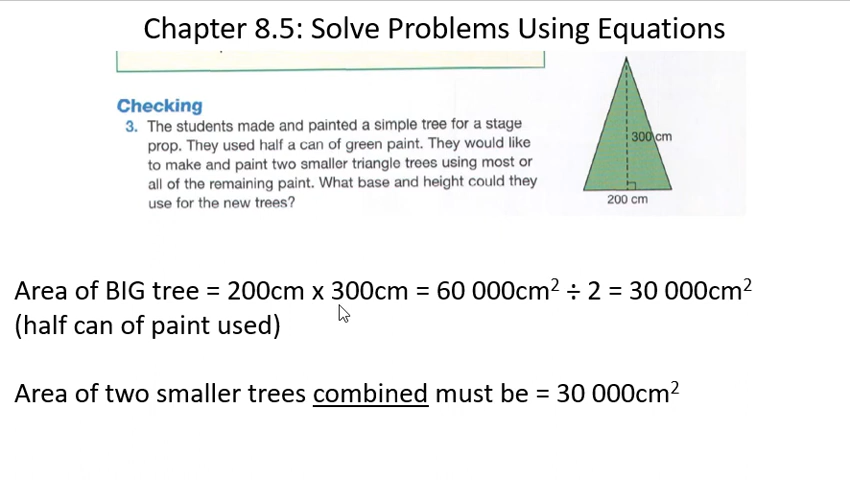 Chapter 8.5: Solve Problems Using Equations
Checking
3. The students made and painted a simple tree for a stage
prop. They used half a can of green paint. They would like
to make and paint two smaller triangle trees using most or
all of the remaining paint. What base and height could they
use for the new trees?
300 cm
200 cm
Area of BIG tree = 200cm x 300cm = 60 000cm² ÷ 2 = 30 000cm²
(half can of paint used)
Area of two smaller trees combined must be = 30 000cm²